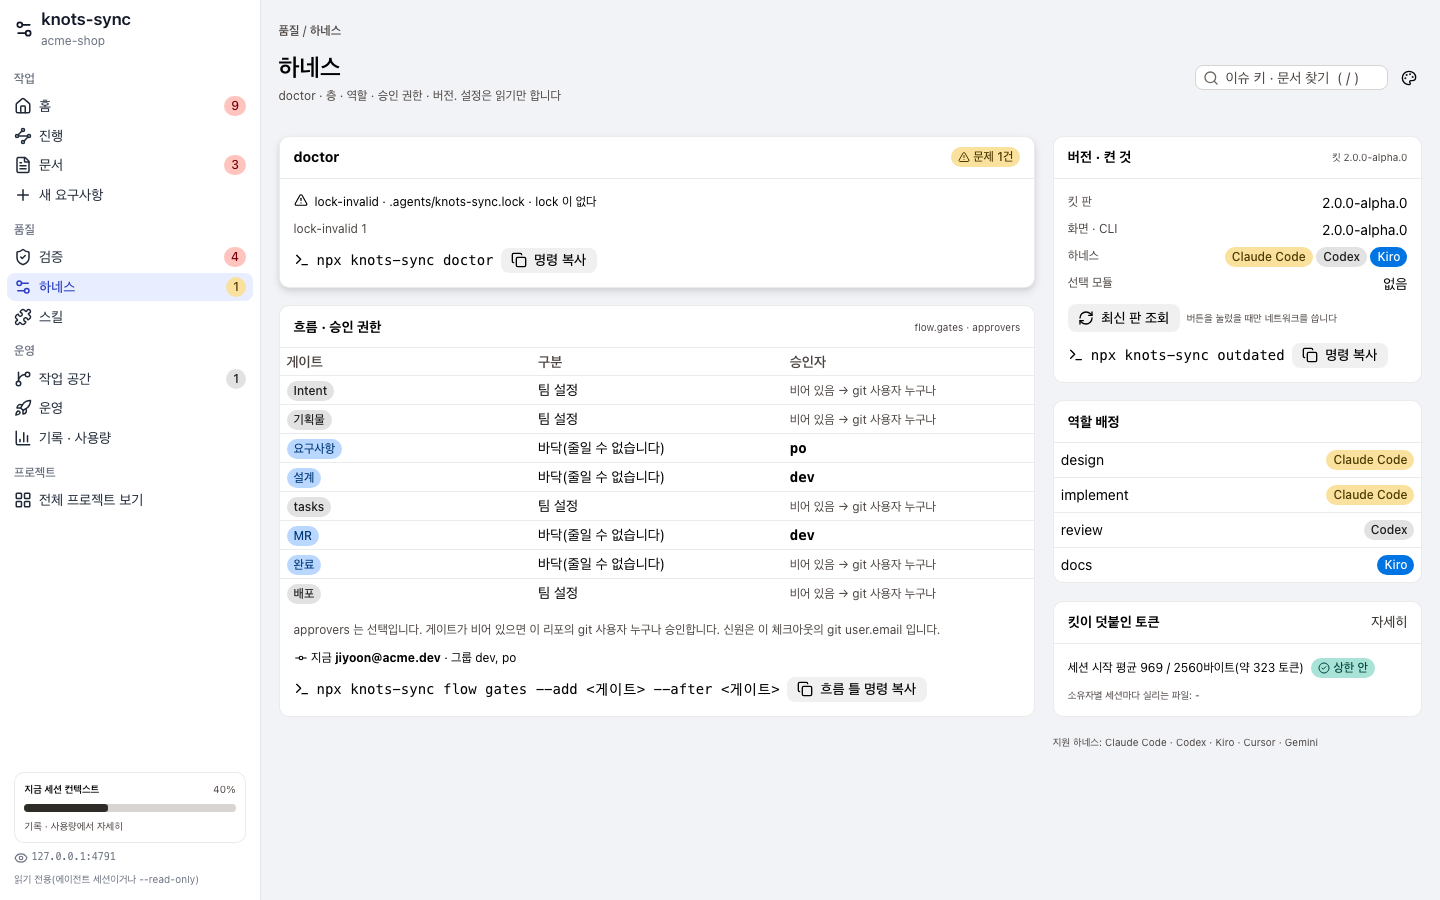 knots-sync
acme-shop
작업
홈 9
진행
문서 3
새 요구사항
품질
검증 4
하네스 1
스킬
운영
작업 공간 1
운영
기록 · 사용량
프로젝트
전체 프로젝트 보기
지금 세션 컨텍스트 40%
기록 · 사용량에서 자세히
127.0.0.1:4791
읽기 전용(에이전트 세션이거나 --read-only)
품질 / 하네스
하네스
doctor · 층 · 역할 · 승인 권한 · 버전. 설정은 읽기만 합니다
이슈 키 · 문서 찾기 ( / )
doctor 문제 1건
lock-invalid · .agents/knots-sync.lock · lock 이 없다
lock-invalid 1
npx knots-sync doctor 명령 복사
흐름 · 승인 권한 flow.gates · approvers
게이트 구분 승인자
Intent 팀 설정 비어 있음 → git 사용자 누구나
기획물 팀 설정 비어 있음 → git 사용자 누구나
요구사항 바닥(줄일 수 없습니다) po
설계 바닥(줄일 수 없습니다) dev
tasks 팀 설정 비어 있음 → git 사용자 누구나
MR 바닥(줄일 수 없습니다) dev
완료 바닥(줄일 수 없습니다) 비어 있음 → git 사용자 누구나
배포 팀 설정 비어 있음 → git 사용자 누구나
approvers 는 선택입니다. 게이트가 비어 있으면 이 리포의 git 사용자 누구나 승인합니다. 신원은 이 체크아웃의 git user.email 입니다.
지금 jiyoon@acme.dev · 그룹 dev, po
npx knots-sync flow gates --add <게이트> --after <게이트> 흐름 틀 명령 복사
버전 · 켠 것 킷 2.0.0-alpha.0
킷 판 2.0.0-alpha.0
화면 · CLI 2.0.0-alpha.0
하네스 Claude Code Codex Kiro
선택 모듈 없음
최신 판 조회 버튼을 눌렀을 때만 네트워크를 씁니다
npx knots-sync outdated 명령 복사
역할 배정
design Claude Code
implement Claude Code
review Codex
docs Kiro
킷이 덧붙인 토큰 자세히
세션 시작 평균 969 / 2560바이트(약 323 토큰) 상한 안
소유자별 세션마다 실리는 파일: -
지원 하네스: Claude Code · Codex · Kiro · Cursor · Gemini